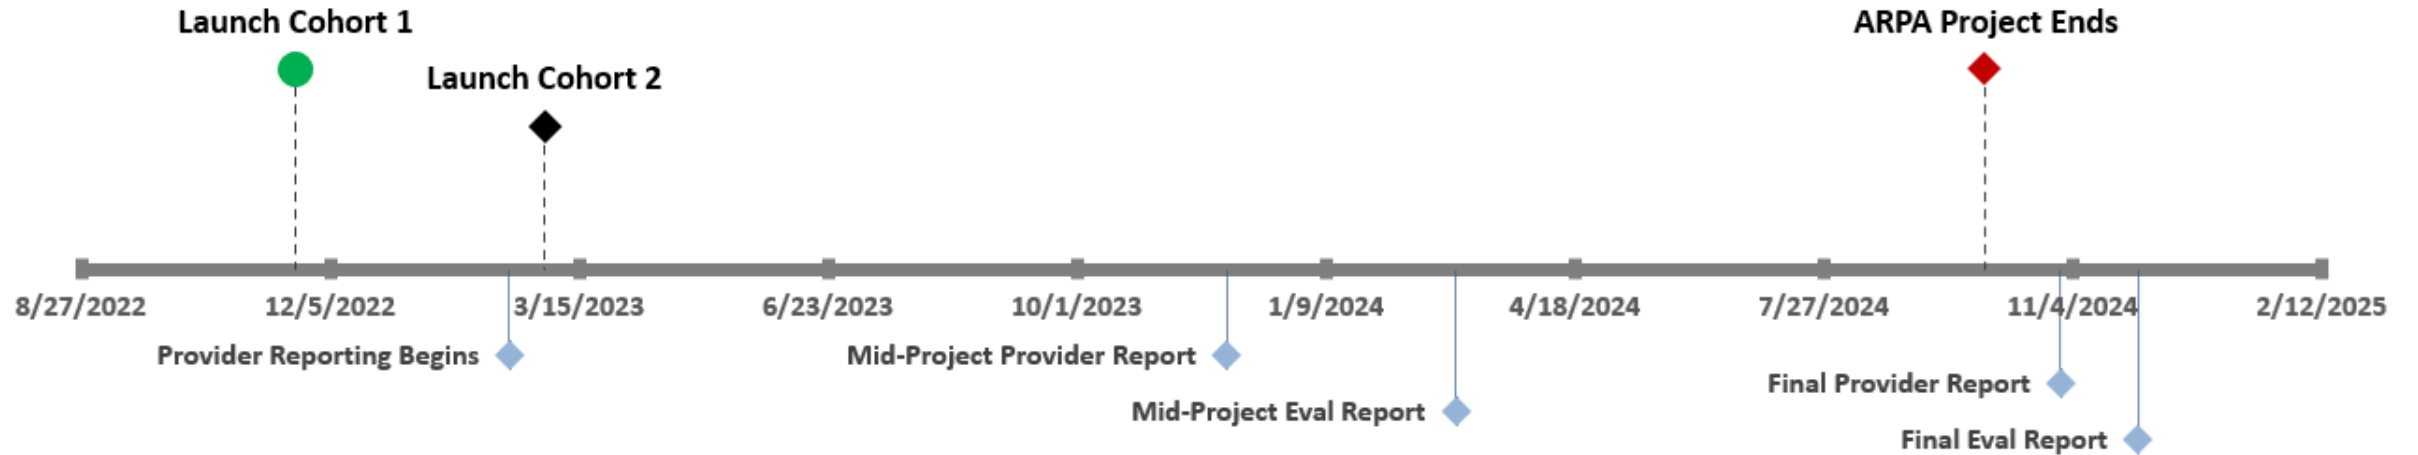 Launch Cohort 1
ARPA Project Ends
Launch Cohort 2
8/27/2022
12/5/2022
3/15/2023
6/23/2023
10/1/2023
1/9/2024
4/18/2024
7/27/2024
11/4/2024
2/12/2025
Provider Reporting Begins
Mid-Project Provider Report
Final Provider Report
Mid-Project Eval Report
Final Eval Report